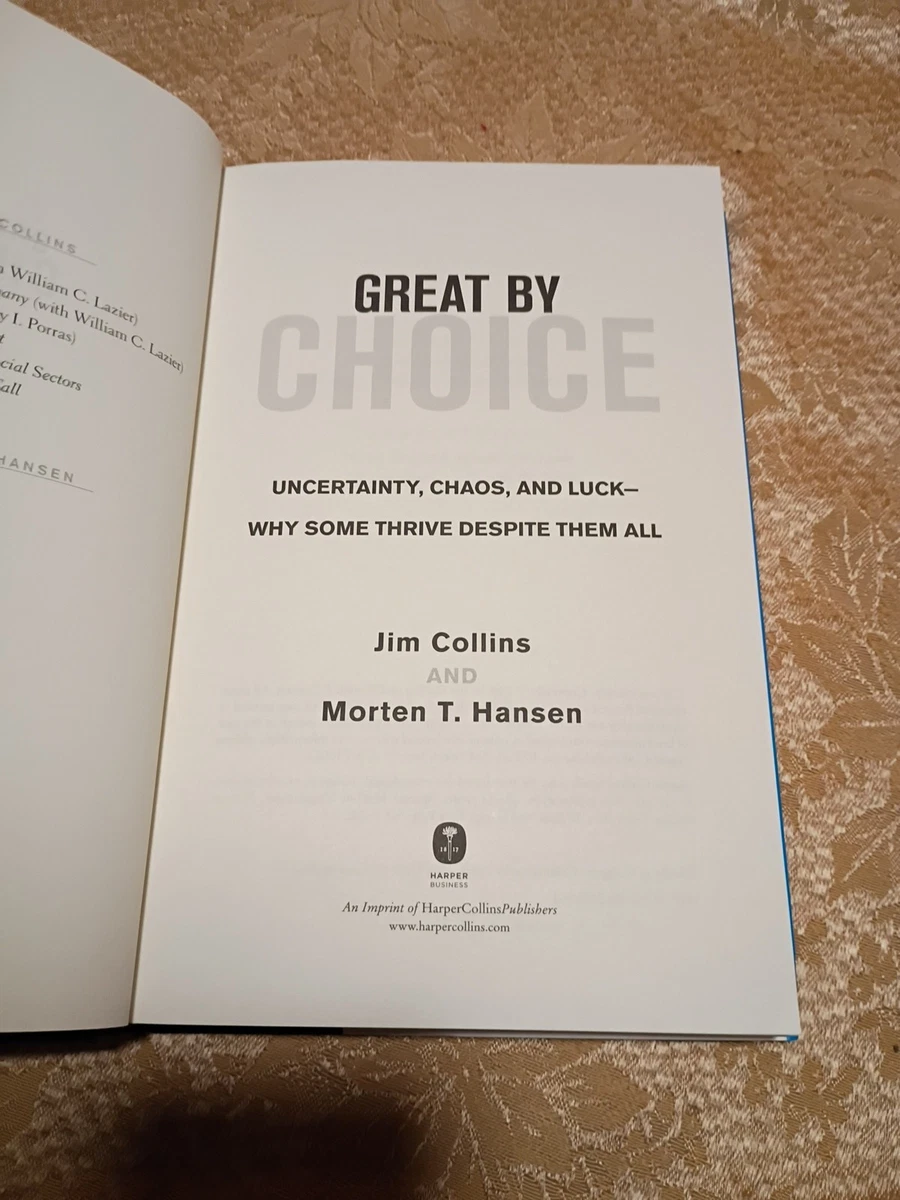 COLLINS
William C. Lazier)
any (with William C. Lazier)
y I. Porras)
t
cial Sectors
all
HANSEN
GREAT BY
CHOICE
UNCERTAINTY, CHAOS, AND LUCK—
WHY SOME THRIVE DESPITE THEM ALL
Jim Collins
AND
Morten T. Hansen
18 17
HARPER
BUSINESS
An Imprint of HarperCollinsPublishers
www.harpercollins.com